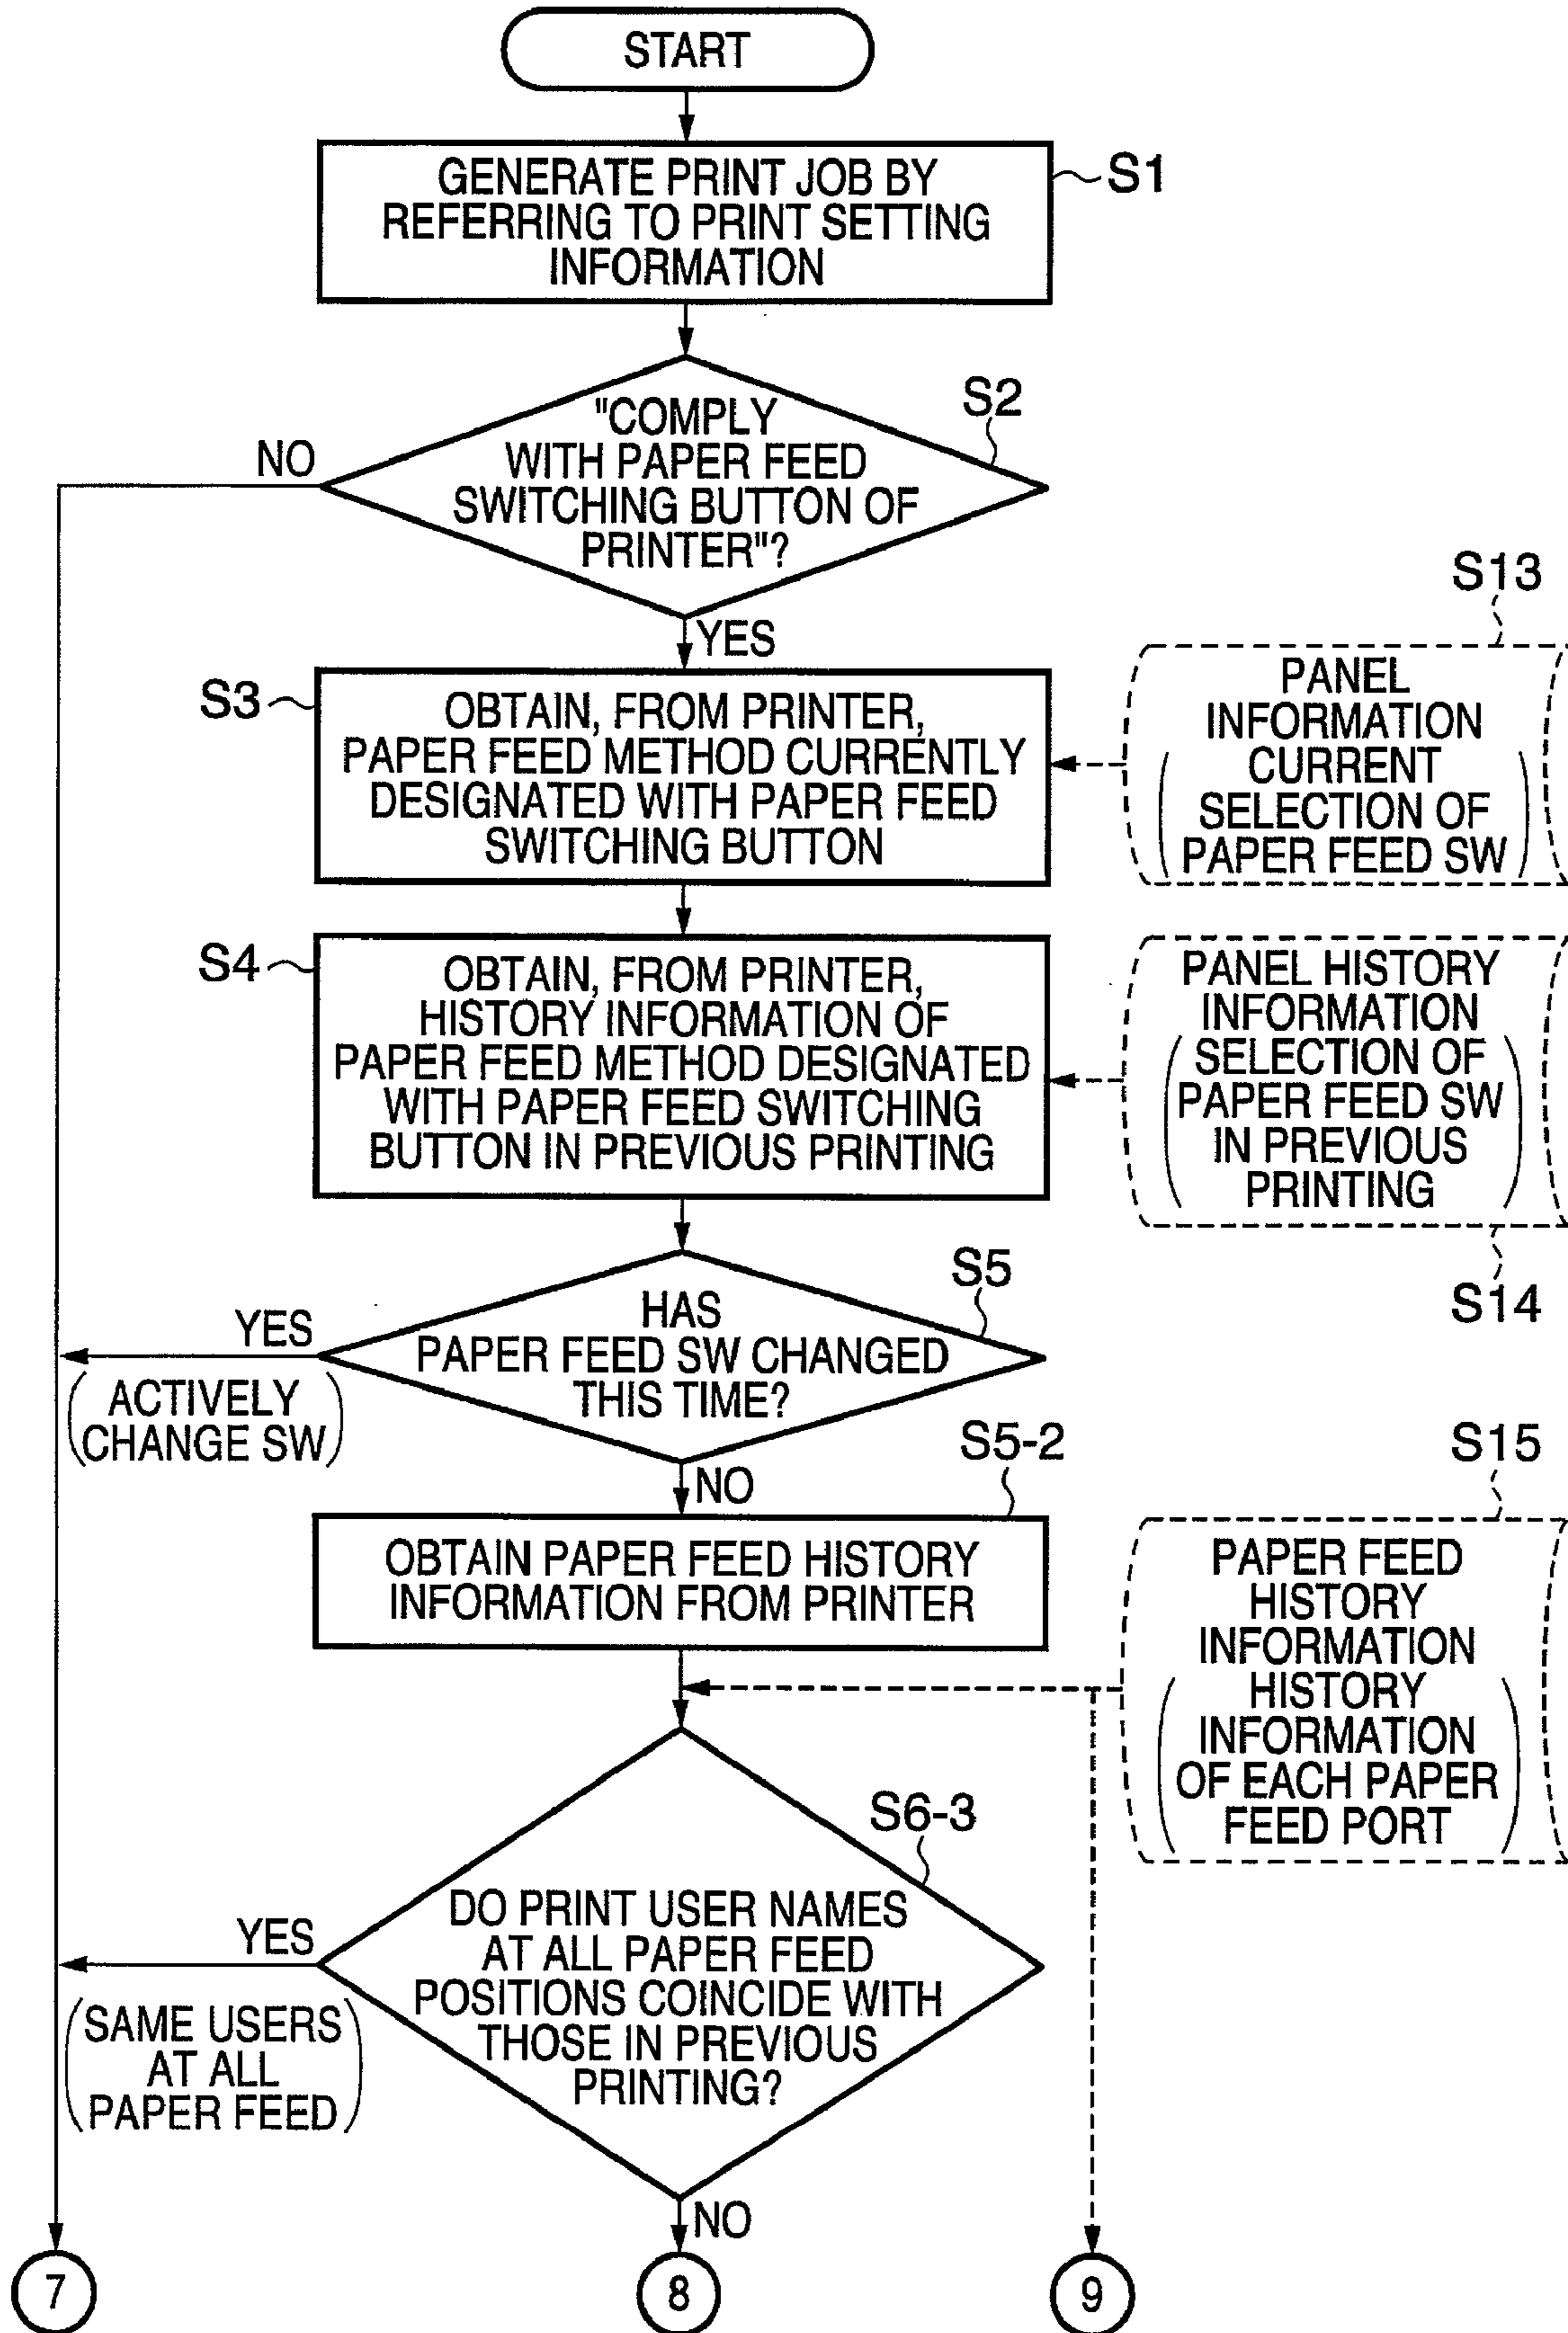 START
GENERATE PRINT JOB BY
REFERRING TO PRINT SETTING
INFORMATION
S1
"COMPLY
WITH PAPER FEED
SWITCHING BUTTON OF
PRINTER"?
S2
NO
YES
S3
OBTAIN, FROM PRINTER,
PAPER FEED METHOD CURRENTLY
DESIGNATED WITH PAPER FEED
SWITCHING BUTTON
S13
PANEL
INFORMATION
(CURRENT
SELECTION OF
PAPER FEED SW)
S4
OBTAIN, FROM PRINTER,
HISTORY INFORMATION OF
PAPER FEED METHOD DESIGNATED
WITH PAPER FEED SWITCHING
BUTTON IN PREVIOUS PRINTING
PANEL HISTORY
INFORMATION
(SELECTION OF
PAPER FEED SW
IN PREVIOUS
PRINTING)
S14
S5
HAS
PAPER FEED SW CHANGED
THIS TIME?
YES
(ACTIVELY
CHANGE SW)
NO
S5-2
OBTAIN PAPER FEED HISTORY
INFORMATION FROM PRINTER
S15
PAPER FEED
HISTORY
INFORMATION
(HISTORY
INFORMATION
OF EACH PAPER
FEED PORT)
S6-3
DO PRINT USER NAMES
AT ALL PAPER FEED
POSITIONS COINCIDE WITH
THOSE IN PREVIOUS
PRINTING?
YES
(SAME USERS
AT ALL
PAPER FEED)
NO
7
8
9